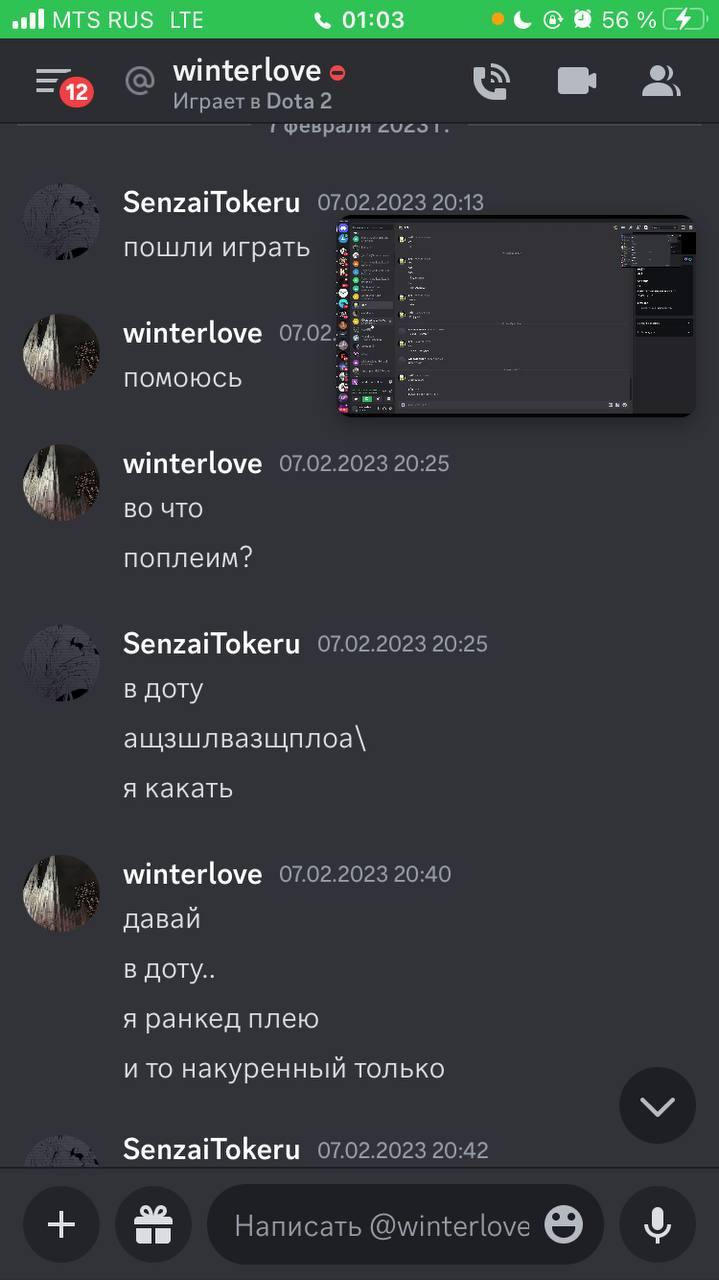 MTS RUS LTE 01:03 56 %
12 @ winterlove
Играет в Dota 2
7 февраля 2023 г.
SenzaiTokeru 07.02.2023 20:13
пошли играть
winterlove 07.02.
помоюсь
winterlove 07.02.2023 20:25
во что
поплеим?
SenzaiTokeru 07.02.2023 20:25
в доту
ащзшлвазщплоа\
я какать
winterlove 07.02.2023 20:40
давай
в доту..
я ранкед плею
и то накуренный только
SenzaiTokeru 07.02.2023 20:42
Написать @winterlove